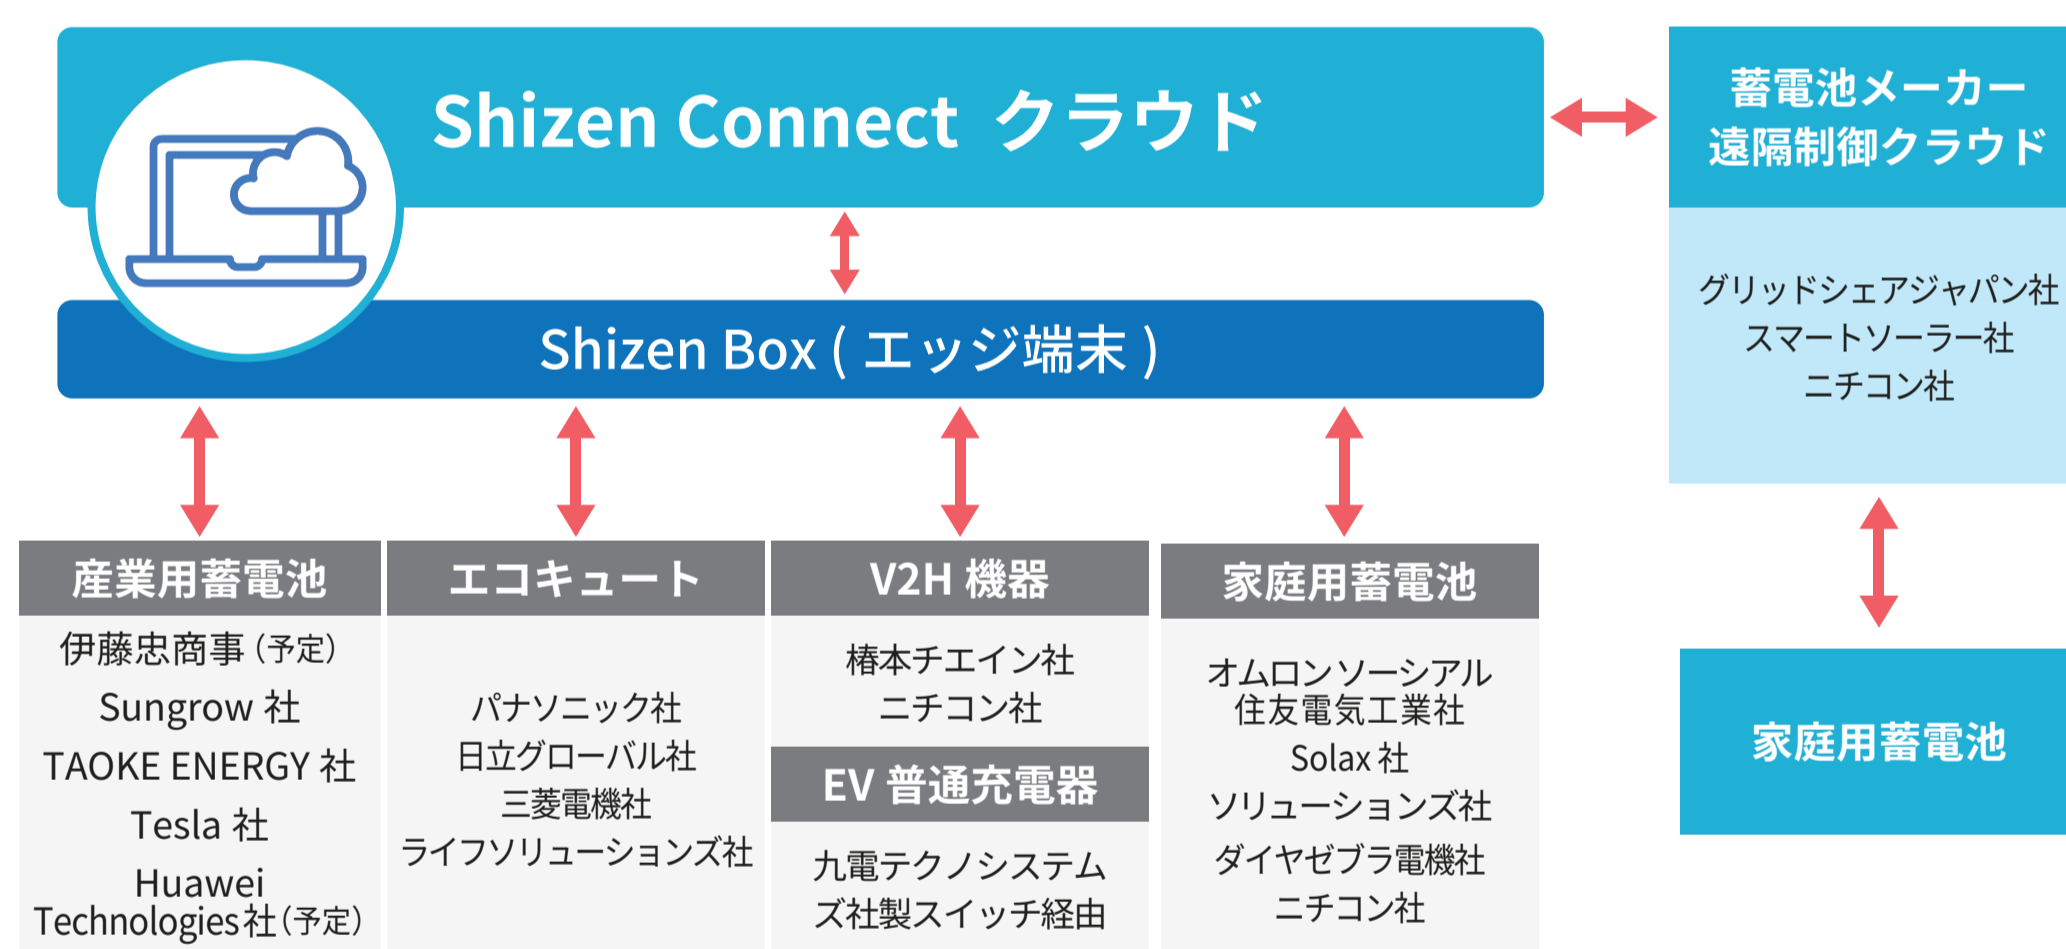 Shizen Connect クラウド
蓄電池メーカー
遠隔制御クラウド
グリッドシェアジャパン社
スマートソーラー社
ニチコン社
Shizen Box ( エッジ端末 )
産業用蓄電池
伊藤忠商事（予定）
Sungrow 社
TAOKE ENERGY 社
Tesla 社
Huawei
Technologies社（予定）
エコキュート
パナソニック社
日立グローバル社
三菱電機社
ライフソリューションズ社
V2H 機器
椿本チエイン社
ニチコン社
EV 普通充電器
九電テクノシステム
ズ社製スイッチ経由
家庭用蓄電池
オムロン ソーシアル
住友電気工業社
Solax 社
ソリューションズ社
ダイヤゼブラ電機社
ニチコン社
家庭用蓄電池